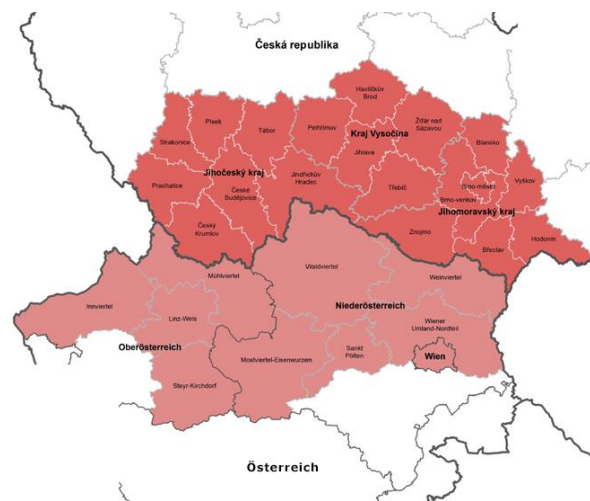 Česká republika
Havlíčkův
Brod
Písek
Tábor
Pelhřimov
Kraj Vysočina
Žďár nad
Sázavou
Strakonice
Jihlava
Blansko
Jihočeský kraj
Jindřichův
Hradec
Třebíč
Brno-město
Vyškov
Prachatice
České
Budějovice
Brno-venkov
Jihomoravský kraj
Český
Krumlov
Znojmo
Břeclav
Hodonín
Mühlviertel
Waldviertel
Weinviertel
Innviertel
Niederösterreich
Linz-Wels
Wiener
Umland-Nordteil
Oberösterreich
Mostviertel-Eisenwurzen
Sankt
Pölten
Wien
Steyr-Kirchdorf
Österreich